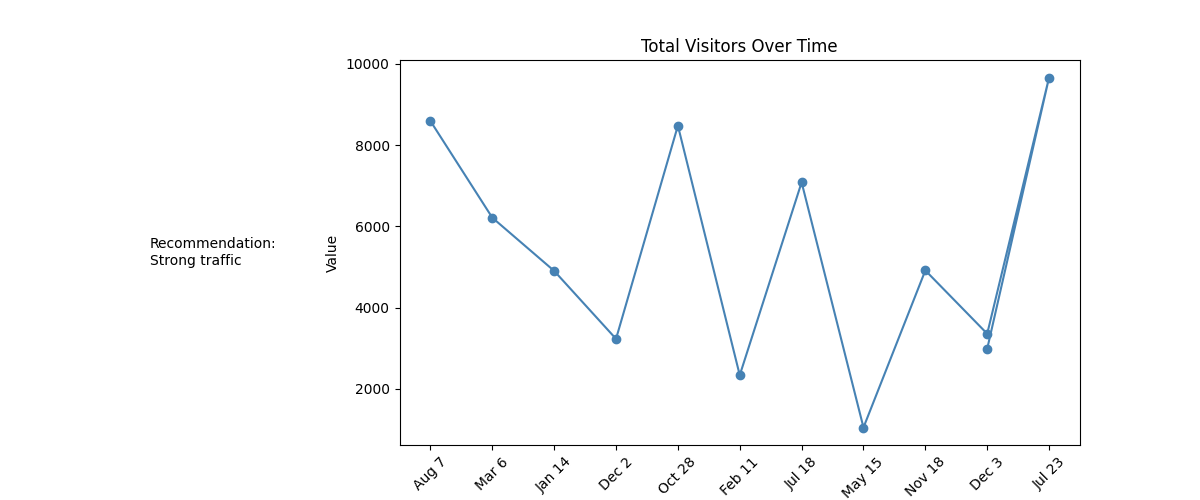 Total Visitors Over Time
10000
8000
6000
4000
2000
Value
Recommendation:
Strong traffic
Aug 7
Mar 6
Jan 14
Dec 2
Oct 28
Feb 11
Jul 18
May 15
Nov 18
Dec 3
Jul 23